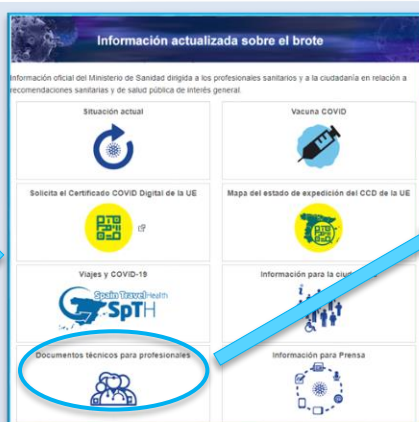 Información actualizada sobre el brote
Información oficial del Ministerio de Sanidad dirigida a los profesionales sanitarios y a la ciudadanía en relación a
recomendaciones sanitarias y de salud pública de interés general.
Situación actual
Vacuna COVID
Solicita el Certificado COVID Digital de la UE
Mapa del estado de expedición del CCD de la UE
Viajes y COVID-19
Información para la
Spain Travel Health
SpTH
Documentos técnicos para profesionales
Información para Prensa